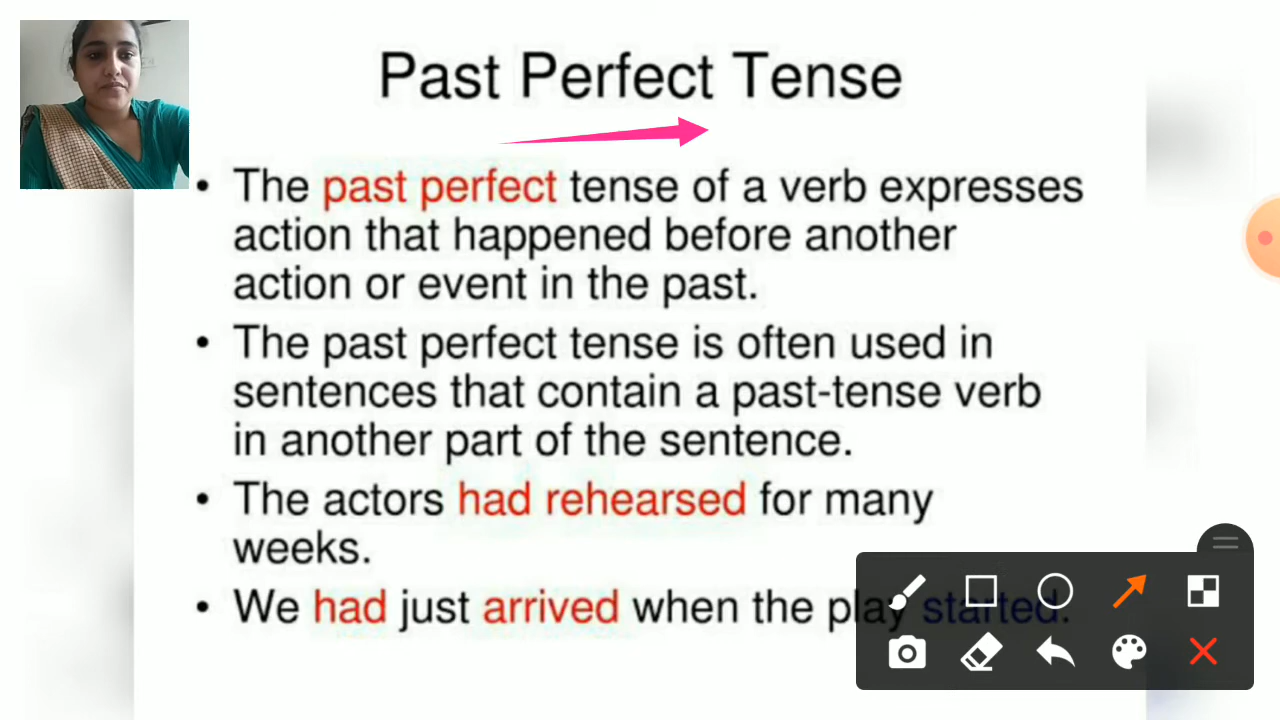 Past Perfect Tense
• The past perfect tense of a verb expresses
action that happened before another
action or event in the past.
• The past perfect tense is often used in
sentences that contain a past-tense verb
in another part of the sentence.
• The actors had rehearsed for many
weeks.
• We had just arrived when the play started.